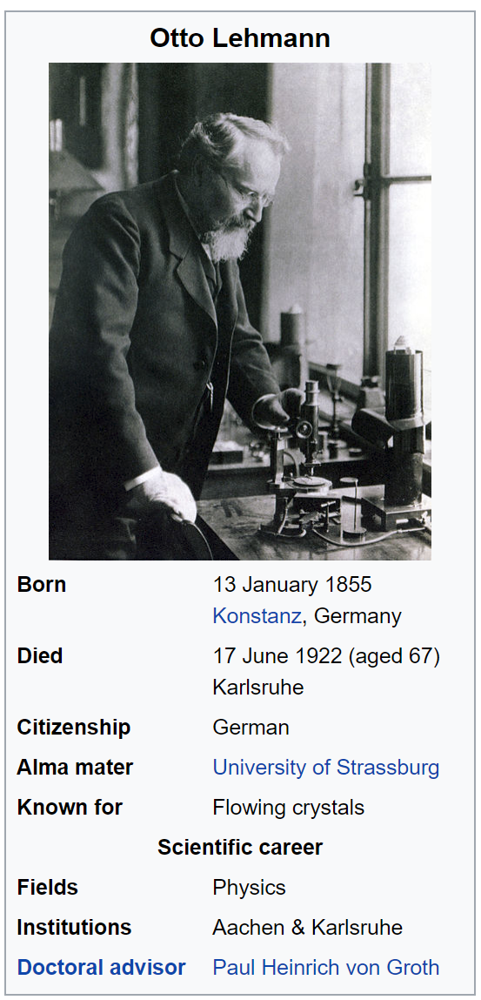 Otto Lehmann
Born 13 January 1855
Konstanz, Germany
Died 17 June 1922 (aged 67)
Karlsruhe
Citizenship German
Alma mater University of Strassburg
Known for Flowing crystals
Scientific career
Fields Physics
Institutions Aachen & Karlsruhe
Doctoral advisor Paul Heinrich von Groth